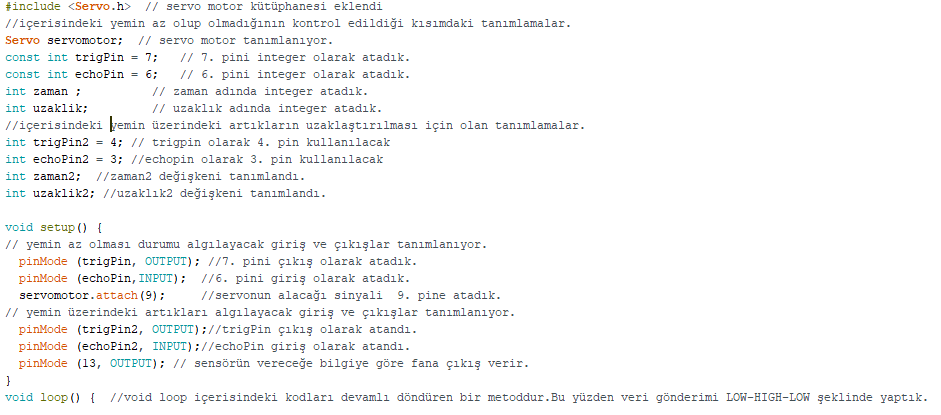 #include <Servo.h>  // servo motor kütüphanesi eklendi
//içerisindeki yemin az olup olmadığının kontrol edildiği kısımdaki tanımlamalar.
Servo servomotor;  // servo motor tanımlanıyor.
const int trigPin = 7;   // 7. pini integer olarak atadık.
const int echoPin = 6;   // 6. pini integer olarak atadık.
int zaman ;          // zaman adında integer atadık.
int uzaklik;         // uzaklık adında integer atadık.
//içerisindeki yemin üzerindeki artıkların uzaklaştırılması için olan tanımlamalar.
int trigPin2 = 4; // trigpin olarak 4. pin kullanılacak
int echoPin2 = 3; //echopin olarak 3. pin kullanılacak
int zaman2;  //zaman2 değişkeni tanımlandı.
int uzaklik2; //uzaklık2 değişkeni tanımlandı.
void setup() {
// yemin az olması durumu algılayacak giriş ve çıkışlar tanımlanıyor.
  pinMode (trigPin, OUTPUT); //7. pini çıkış olarak atadık.
  pinMode (echoPin,INPUT);  //6. pini giriş olarak atadık.
  servomotor.attach(9);     //servonun alacağı sinyali  9. pine atadık.
// yemin üzerindeki artıkları algılayacak giriş ve çıkışlar tanımlanıyor.
  pinMode (trigPin2, OUTPUT);//trigPin çıkış olarak atandı.
  pinMode (echoPin2, INPUT);//echoPin giriş olarak atandı.
  pinMode (13, OUTPUT); // sensörün vereceğe bilgiye göre fana çıkış verir.
}
void loop() {  //void loop içerisindeki kodları devamlı döndüren bir metoddur.Bu yüzden veri gönderimi LOW-HIGH-LOW şeklinde yaptık.